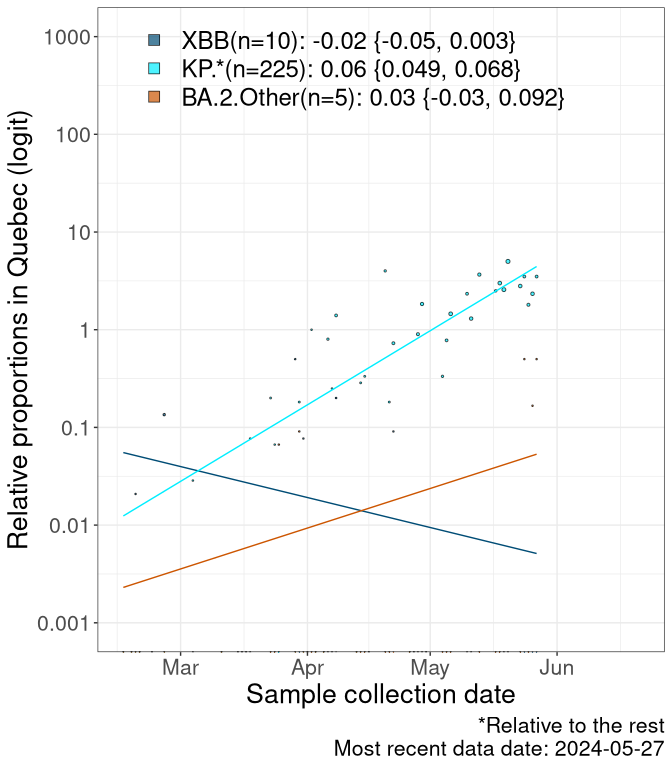 XBB(n=10): -0.02 {-0.05, 0.003}
KP.*(n=225): 0.06 {0.049, 0.068}
BA.2.Other(n=5): 0.03 {-0.03, 0.092}
Relative proportions in Quebec (logit)
1000
100
10
1
0.1
0.01
0.001
Mar Apr May Jun
Sample collection date
*Relative to the rest
Most recent data date: 2024-05-27